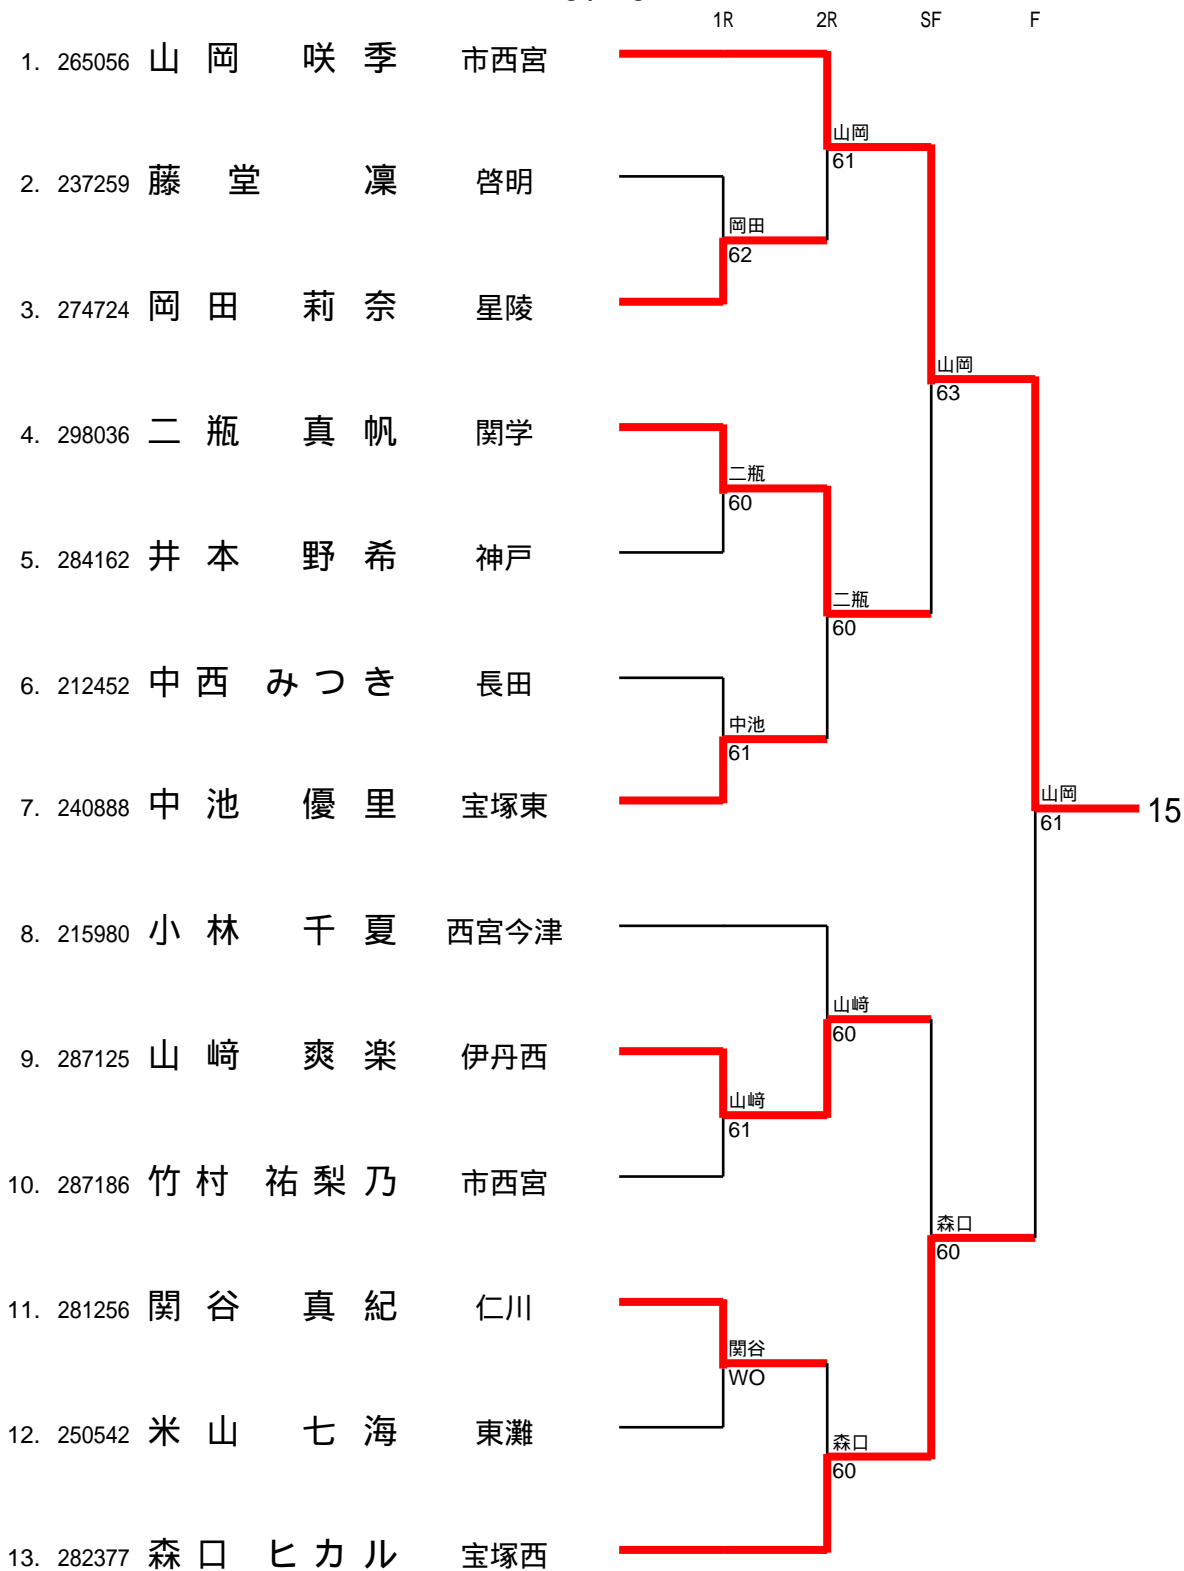 1R 2R SF F
1. 265056 山岡 咲季 市西宮
山岡
61
2. 237259 藤堂 凜 啓明
岡田
62
3. 274724 岡田 莉奈 星陵
山岡
63
4. 298036 二瓶 真帆 関学
二瓶
60
5. 284162 井本 野希 神戸
二瓶
60
6. 212452 中西 みつき 長田
中池
61
7. 240888 中池 優里 宝塚東
山岡
61
15
8. 215980 小林 千夏 西宮今津
山﨑
60
9. 287125 山﨑 爽楽 伊丹西
山﨑
61
10. 287186 竹村 祐梨乃 市西宮
森口
60
11. 281256 関谷 真紀 仁川
関谷
WO
12. 250542 米山 七海 東灘
森口
60
13. 282377 森口 ヒカル 宝塚西